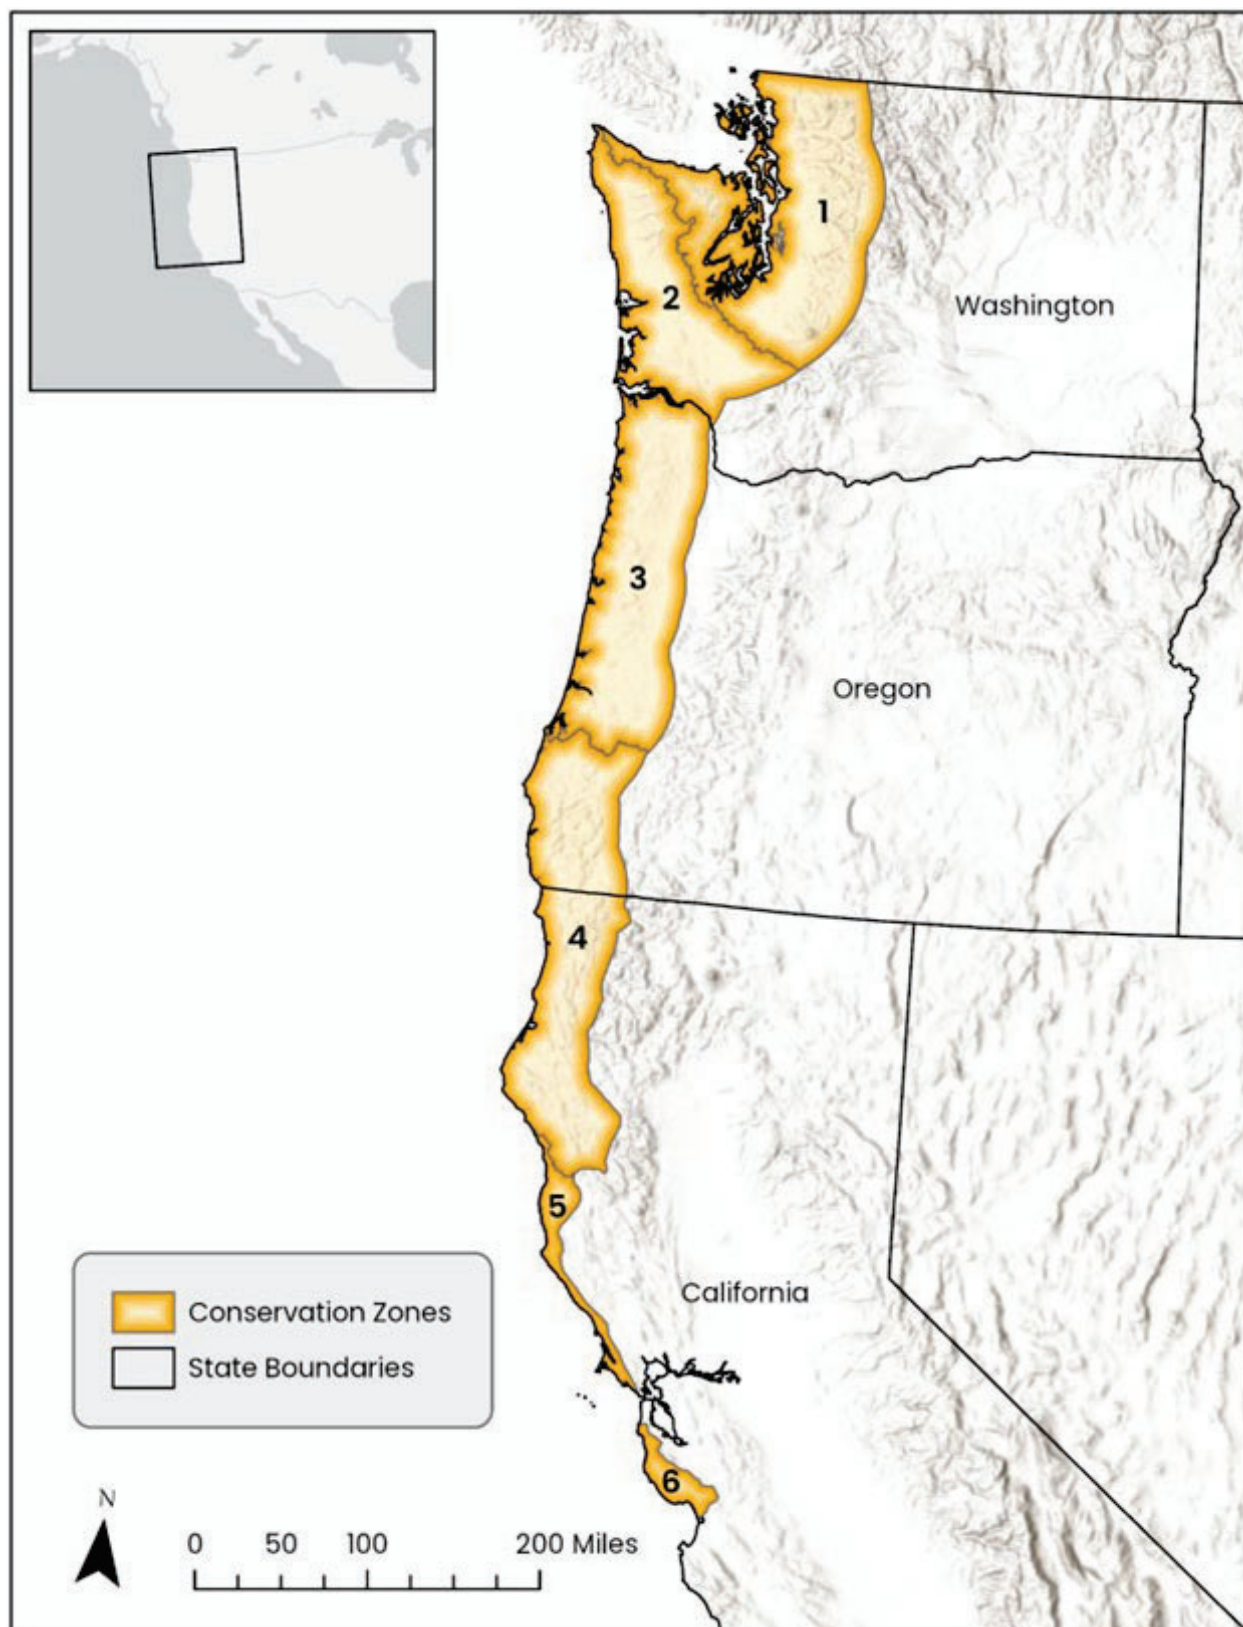 1
2
Washington
3
Oregon
4
5
California
Conservation Zones
State Boundaries
6
N
0 50 100 200 Miles